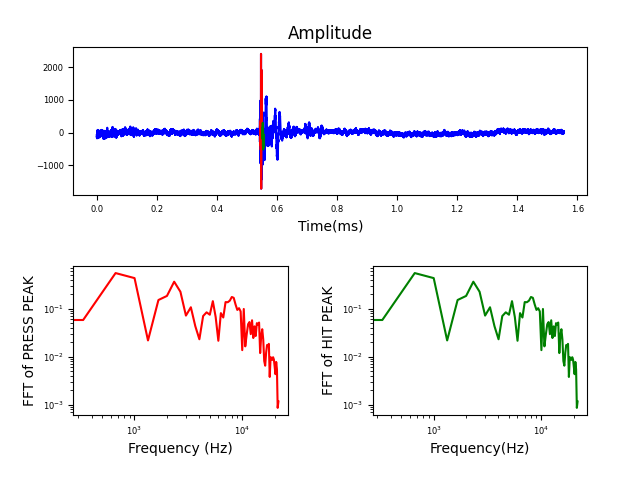 Amplitude
2000
1000
0
−1000
0.0 0.2 0.4 0.6 0.8 1.0 1.2 1.4 1.6
Time(ms)
FFT of PRESS PEAK
10⁻¹
10⁻²
10⁻³
10³ 10⁴
Frequency (Hz)
FFT of HIT PEAK
10⁻¹
10⁻²
10⁻³
10³ 10⁴
Frequency(Hz)